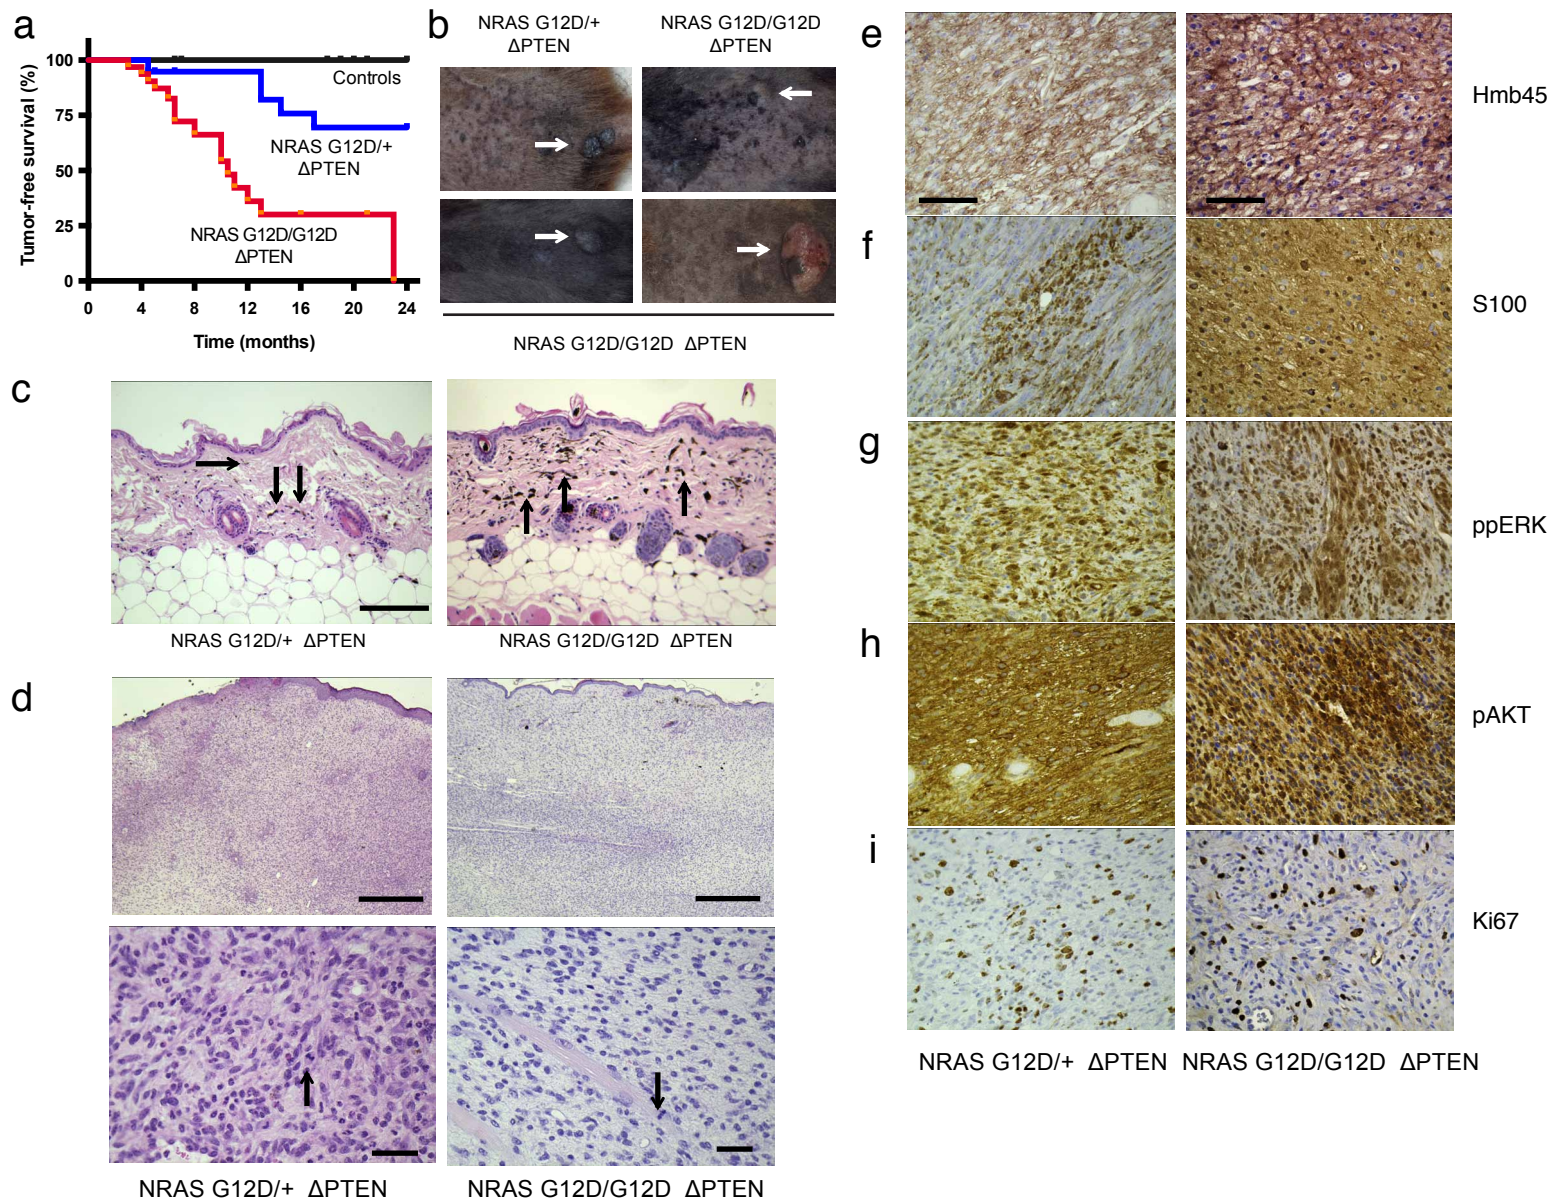 a
Tumor-free survival (%)
100
75
50
25
0
0 4 8 12 16 20 24
Time (months)
Controls
NRAS G12D/+
ΔPTEN
NRAS G12D/G12D
ΔPTEN
b
NRAS G12D/+
ΔPTEN
NRAS G12D/G12D
ΔPTEN
NRAS G12D/G12D ΔPTEN
c
NRAS G12D/+ ΔPTEN
NRAS G12D/G12D ΔPTEN
d
NRAS G12D/+ ΔPTEN
NRAS G12D/G12D ΔPTEN
e
Hmb45
f
S100
g
ppERK
h
pAKT
i
Ki67
NRAS G12D/+ ΔPTEN
NRAS G12D/G12D ΔPTEN